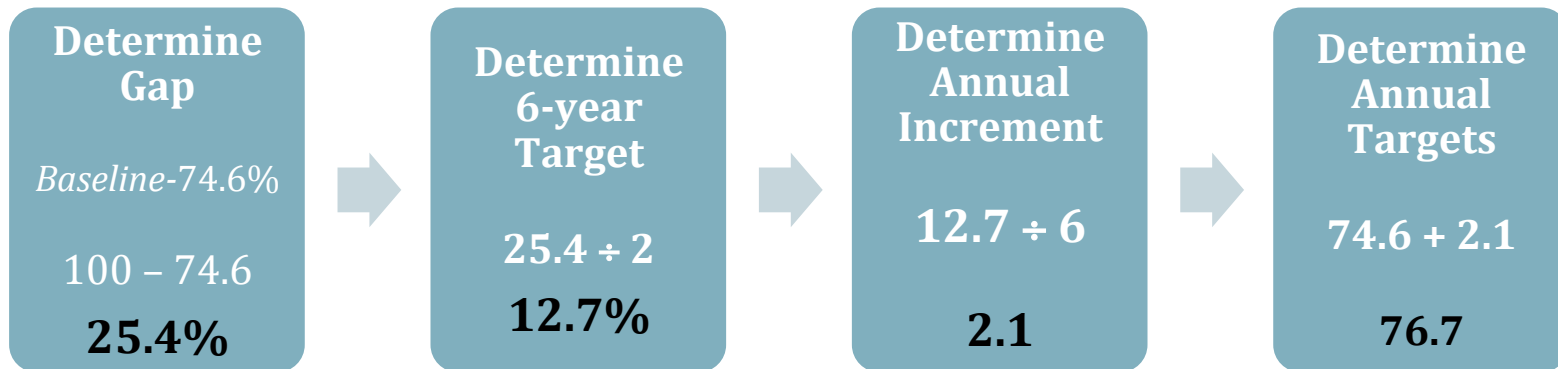 Determine
Gap
Baseline-74.6%
100 – 74.6
25.4%
Determine
6-year
Target
25.4 ÷ 2
12.7%
Determine
Annual
Increment
12.7 ÷ 6
2.1
Determine
Annual
Targets
74.6 + 2.1
76.7